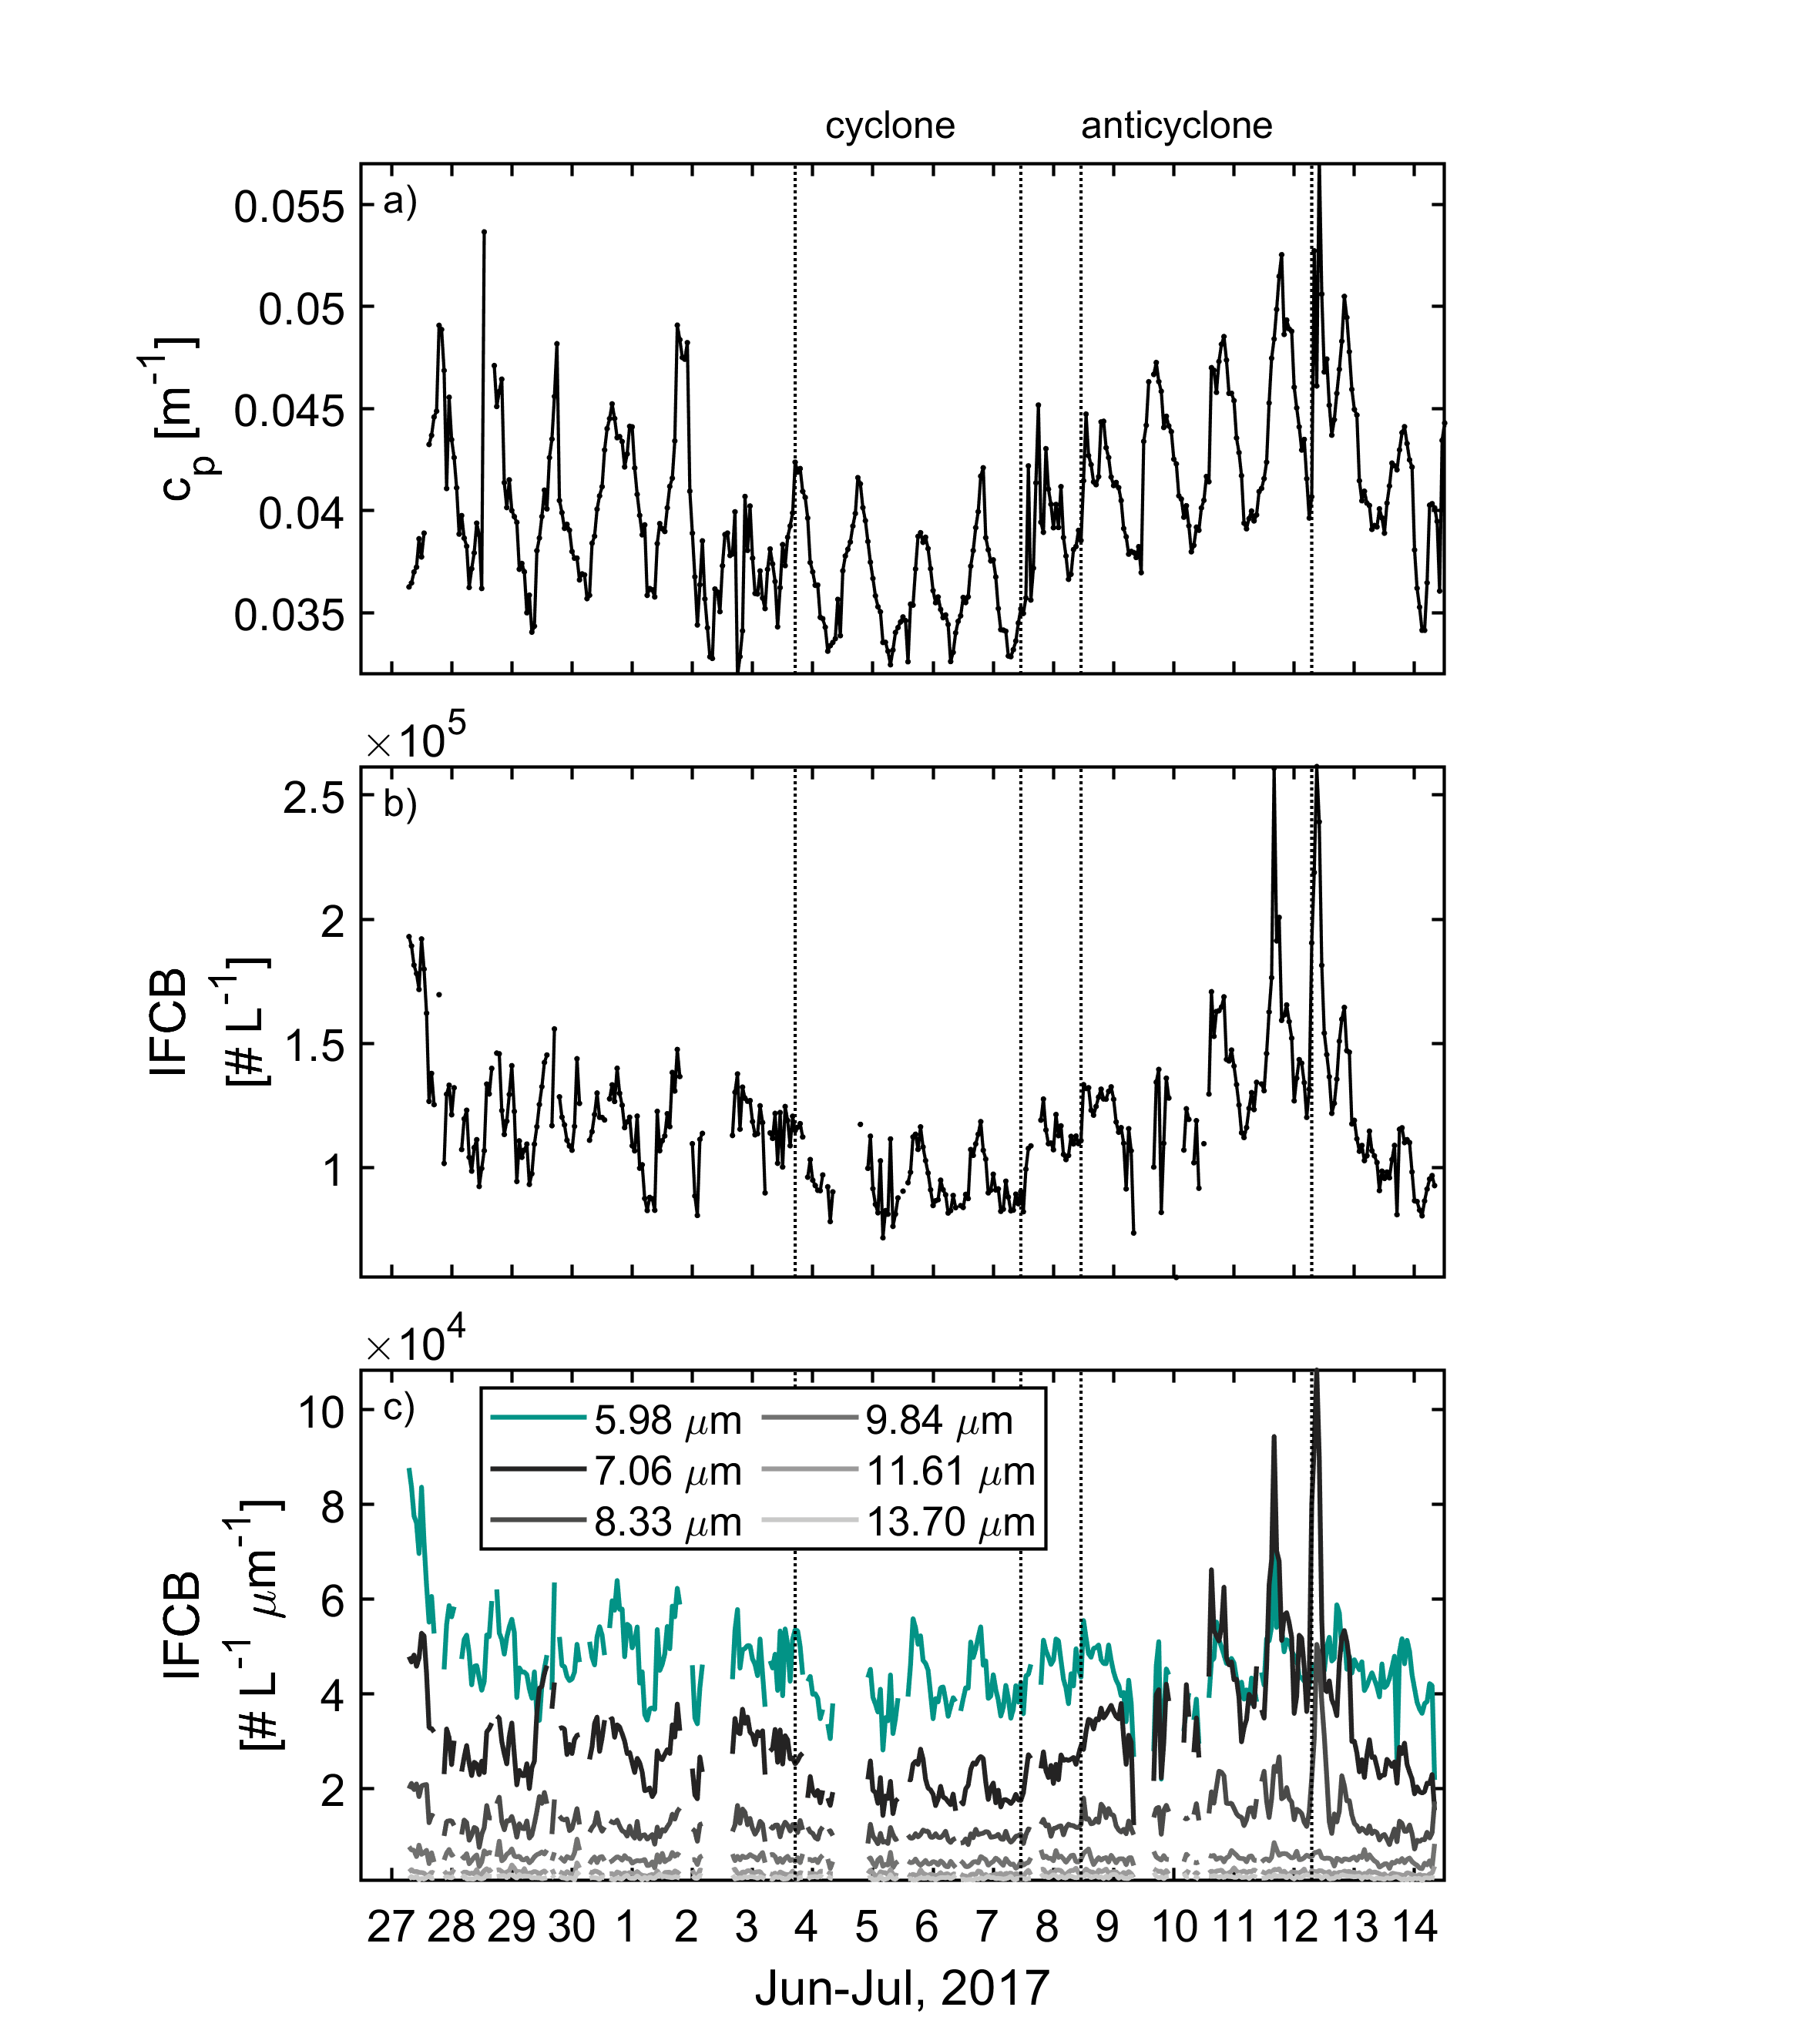 cyclone anticyclone
a)
0.055
0.05
0.045
0.04
0.035
c_p [m^-1]
×10^5
b)
2.5
2
1.5
1
IFCB
[# L^-1]
×10^4
c)
10
8
6
4
2
IFCB
[# L^-1 μm^-1]
5.98 μm 9.84 μm
7.06 μm 11.61 μm
8.33 μm 13.70 μm
27 28 29 30 1 2 3 4 5 6 7 8 9 10 11 12 13 14
Jun-Jul, 2017